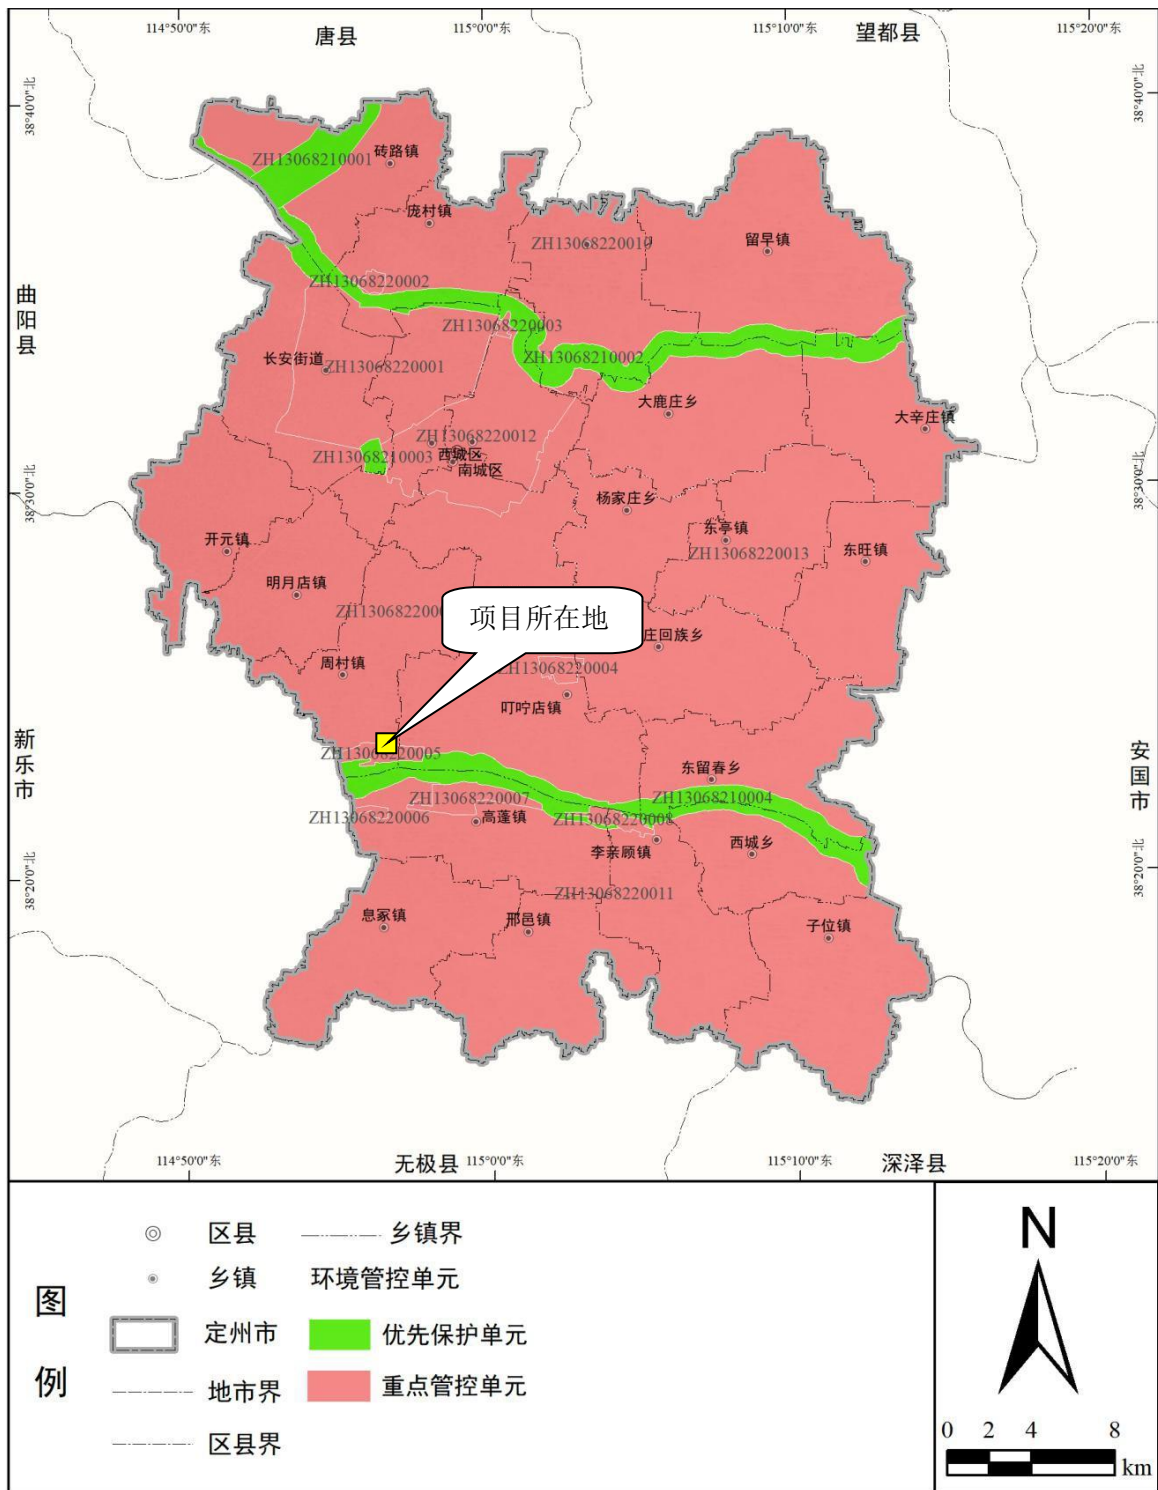 114°50'0"东
115°0'0"东
115°10'0"东
115°20'0"东
唐县
望都县
38°40'0"北
38°40'0"北
砖路镇
ZH13068210001
庞村镇
留早镇
ZH13068220010
ZH13068220002
曲阳县
ZH13068220003
长安街道
ZH13068220001
ZH13068210002
大鹿庄乡
大辛庄镇
ZH13068220012
ZH13068210003
西城区
南城区
38°30'0"北
38°30'0"北
杨家庄乡
东亭镇
开元镇
ZH13068220013
东旺镇
明月店镇
ZH1306822000
项目所在地
庄回族乡
周村镇
ZH13068220004
叮咛店镇
新乐市
安国市
ZH13068220005
东留春乡
ZH13068220007
ZH13068210004
ZH13068220006
高蓬镇
ZH13068220008
李亲顾镇
西城乡
38°20'0"北
38°20'0"北
ZH13068220011
息冢镇
邢邑镇
子位镇
114°50'0"东
无极县
115°0'0"东
115°10'0"东
深泽县
115°20'0"东
图例
区县
乡镇界
乡镇
环境管控单元
定州市
优先保护单元
地市界
重点管控单元
区县界
N
0 2 4 8
km